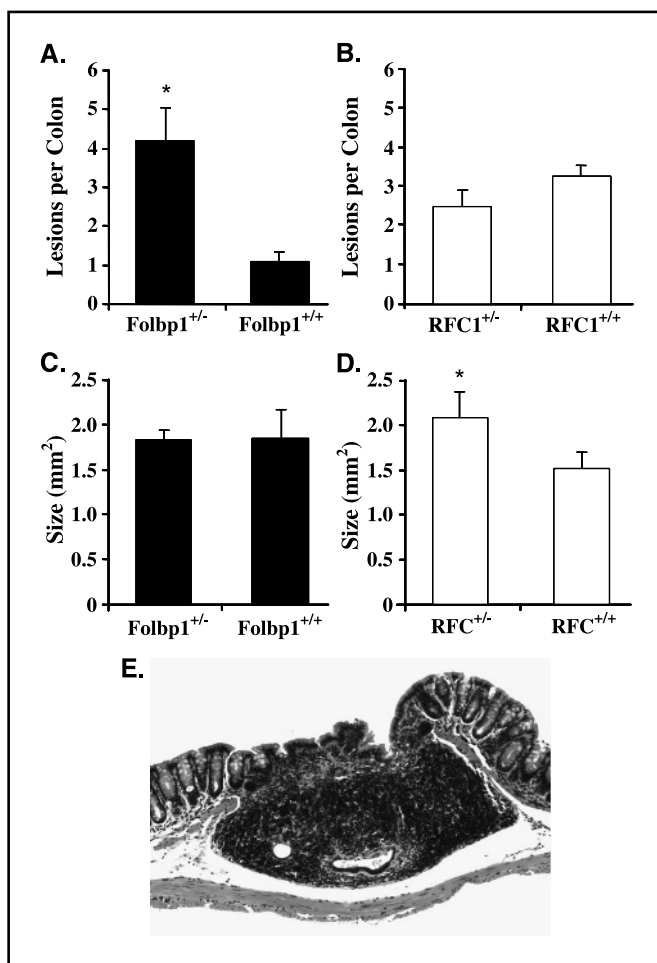 A.
6
5
4
3
2
1
0
Lesions per Colon
*
Folbp1+/-
Folbp1+/+
B.
6
5
4
3
2
1
0
Lesions per Colon
RFC1+/-
RFC1+/+
C.
2.5
2.0
1.5
1.0
0.5
0
Size (mm2)
Folbp1+/-
Folbp1+/+
D.
2.5
2.0
1.5
1.0
0.5
0
Size (mm2)
*
RFC+/-
RFC+/+
E.